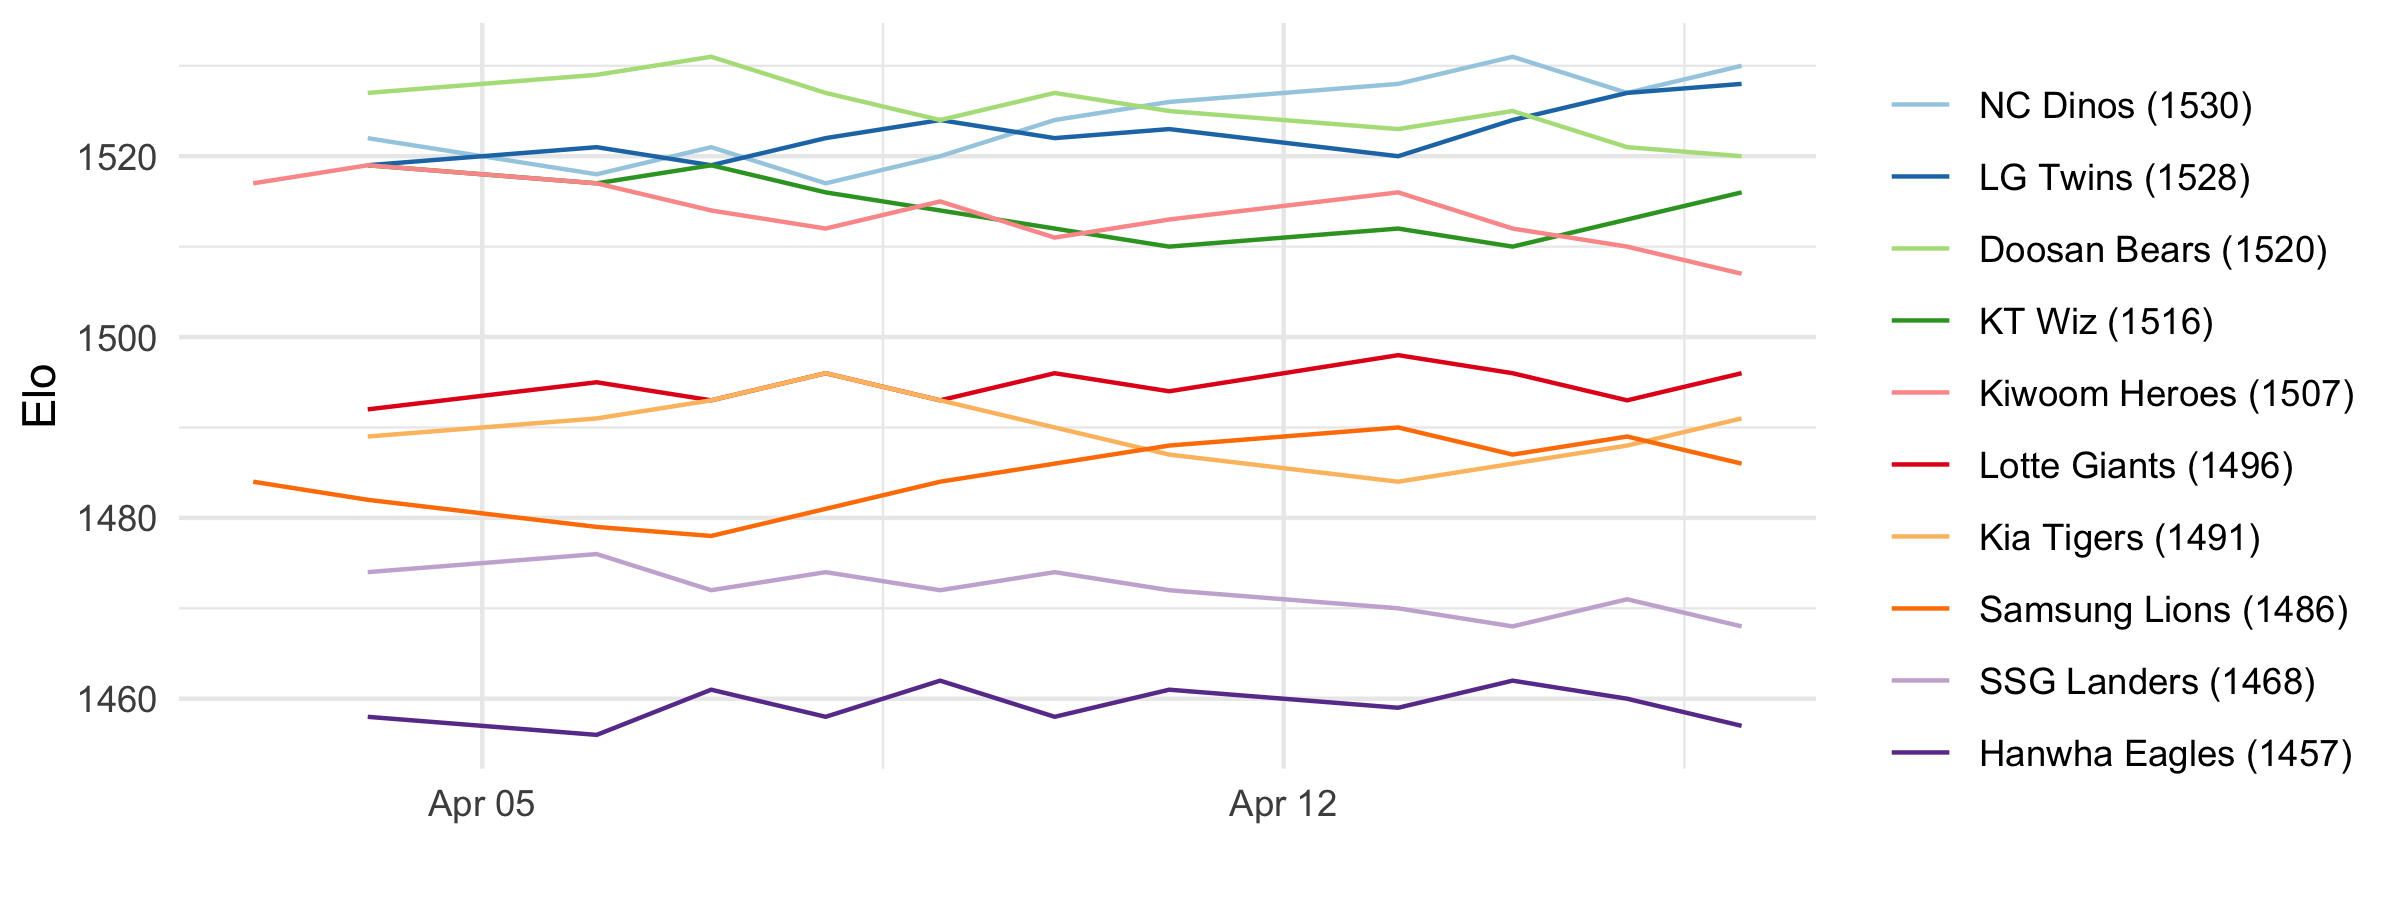 1520
1500
1480
1460
Elo
Apr 05
Apr 12
NC Dinos (1530)
LG Twins (1528)
Doosan Bears (1520)
KT Wiz (1516)
Kiwoom Heroes (1507)
Lotte Giants (1496)
Kia Tigers (1491)
Samsung Lions (1486)
SSG Landers (1468)
Hanwha Eagles (1457)